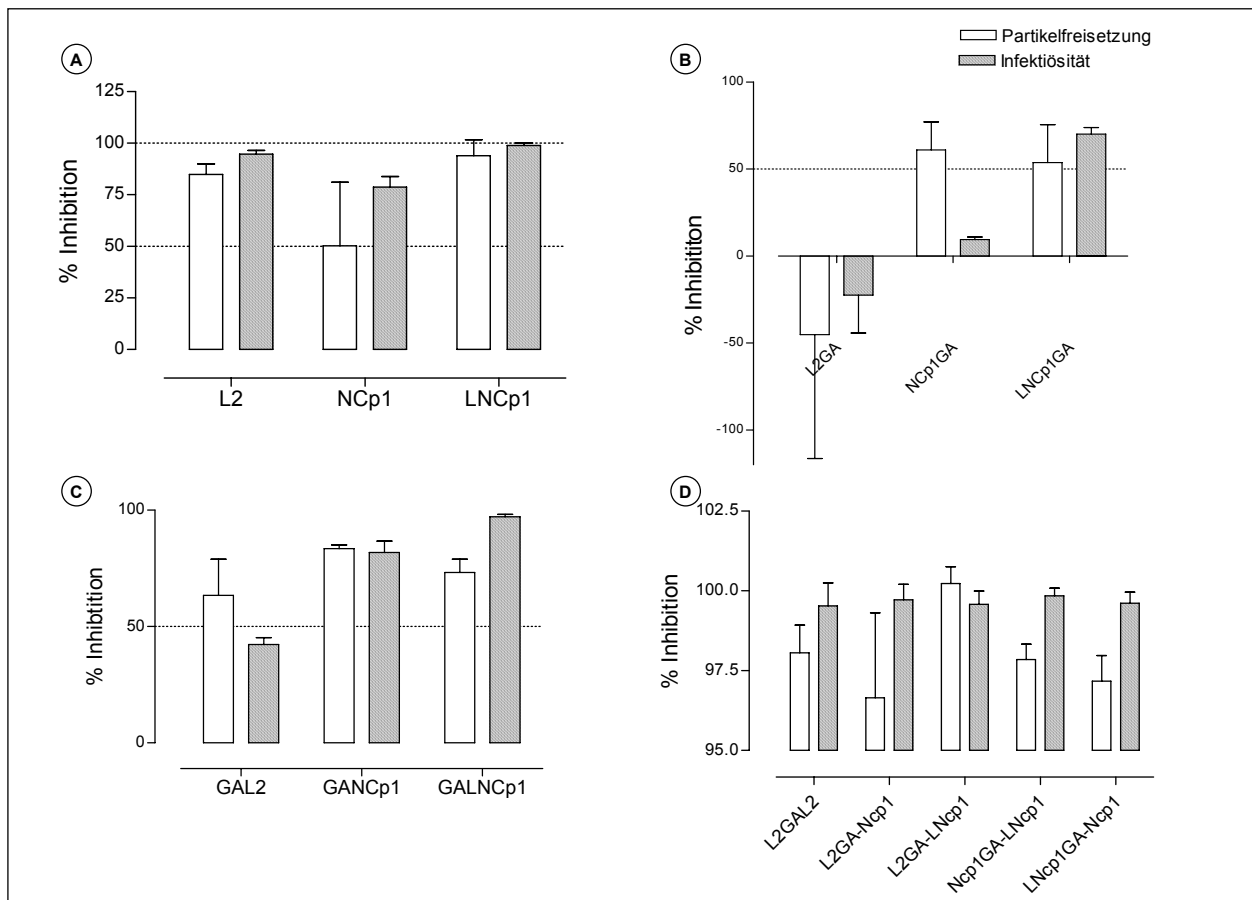 Partikelfreisetzung
Infektiösität
A
125
100
75
50
25
0
% Inhibition
L2
NCp1
LNCp1
B
100
50
0
-50
-100
% Inhibititon
L2GA
NCp1GA
LNCp1GA
C
100
50
0
% Inhibtition
GAL2
GANCp1
GALNCp1
D
102.5
100.0
97.5
95.0
% Inhibition
L2GAL2
L2GA-Ncp1
L2GA-LNcp1
Ncp1GA-LNcp1
LNcp1GA-Ncp1